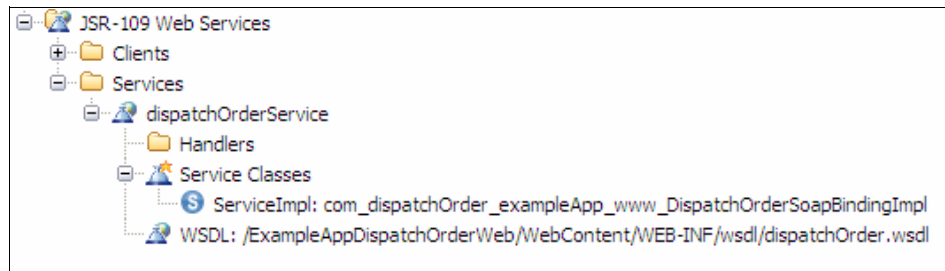 JSR-109 Web Services
Clients
Services
dispatchOrderService
Handlers
Service Classes
S ServiceImpl: com_dispatchOrder_exampleApp_www_DispatchOrderSoapBindingImpl
WSDL: /ExampleAppDispatchOrderWeb/WebContent/WEB-INF/wsdl/dispatchOrder.wsdl